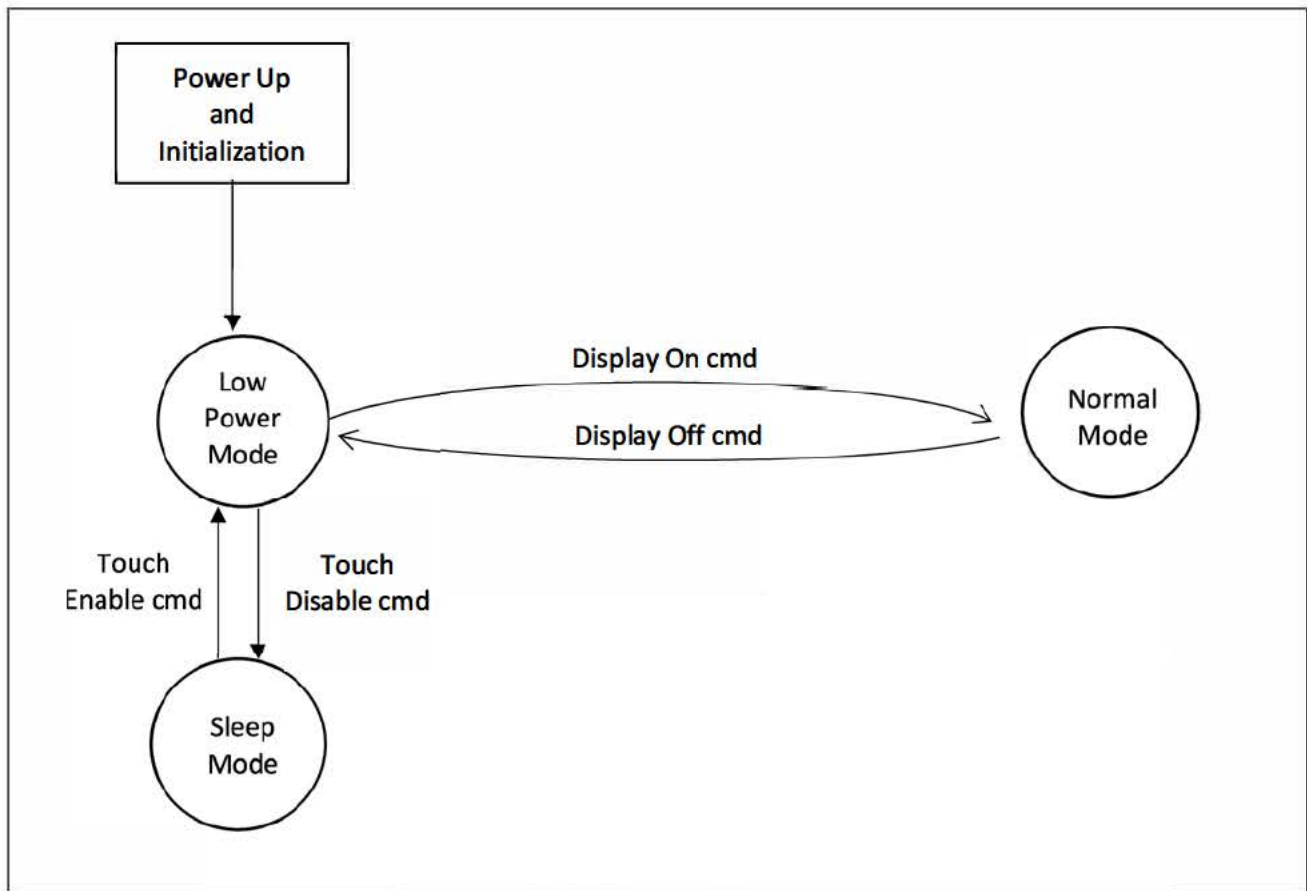 Power Up
and
Initialization
Low
Power
Mode
Display On cmd
Display Off cmd
Normal
Mode
Touch
Enable cmd
Touch
Disable cmd
Sleep
Mode